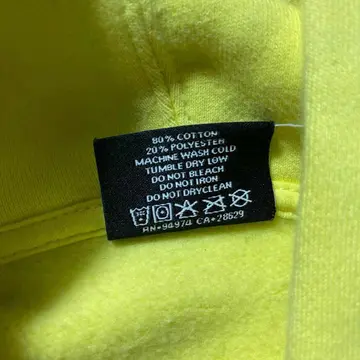 80% COTTON
20% POLYESTER
MACHINE WASH COLD
TUMBLE DRY LOW
DO NOT BLEACH
DO NOT IRON
DO NOT DRYCLEAN
RN•94974 CA•28629